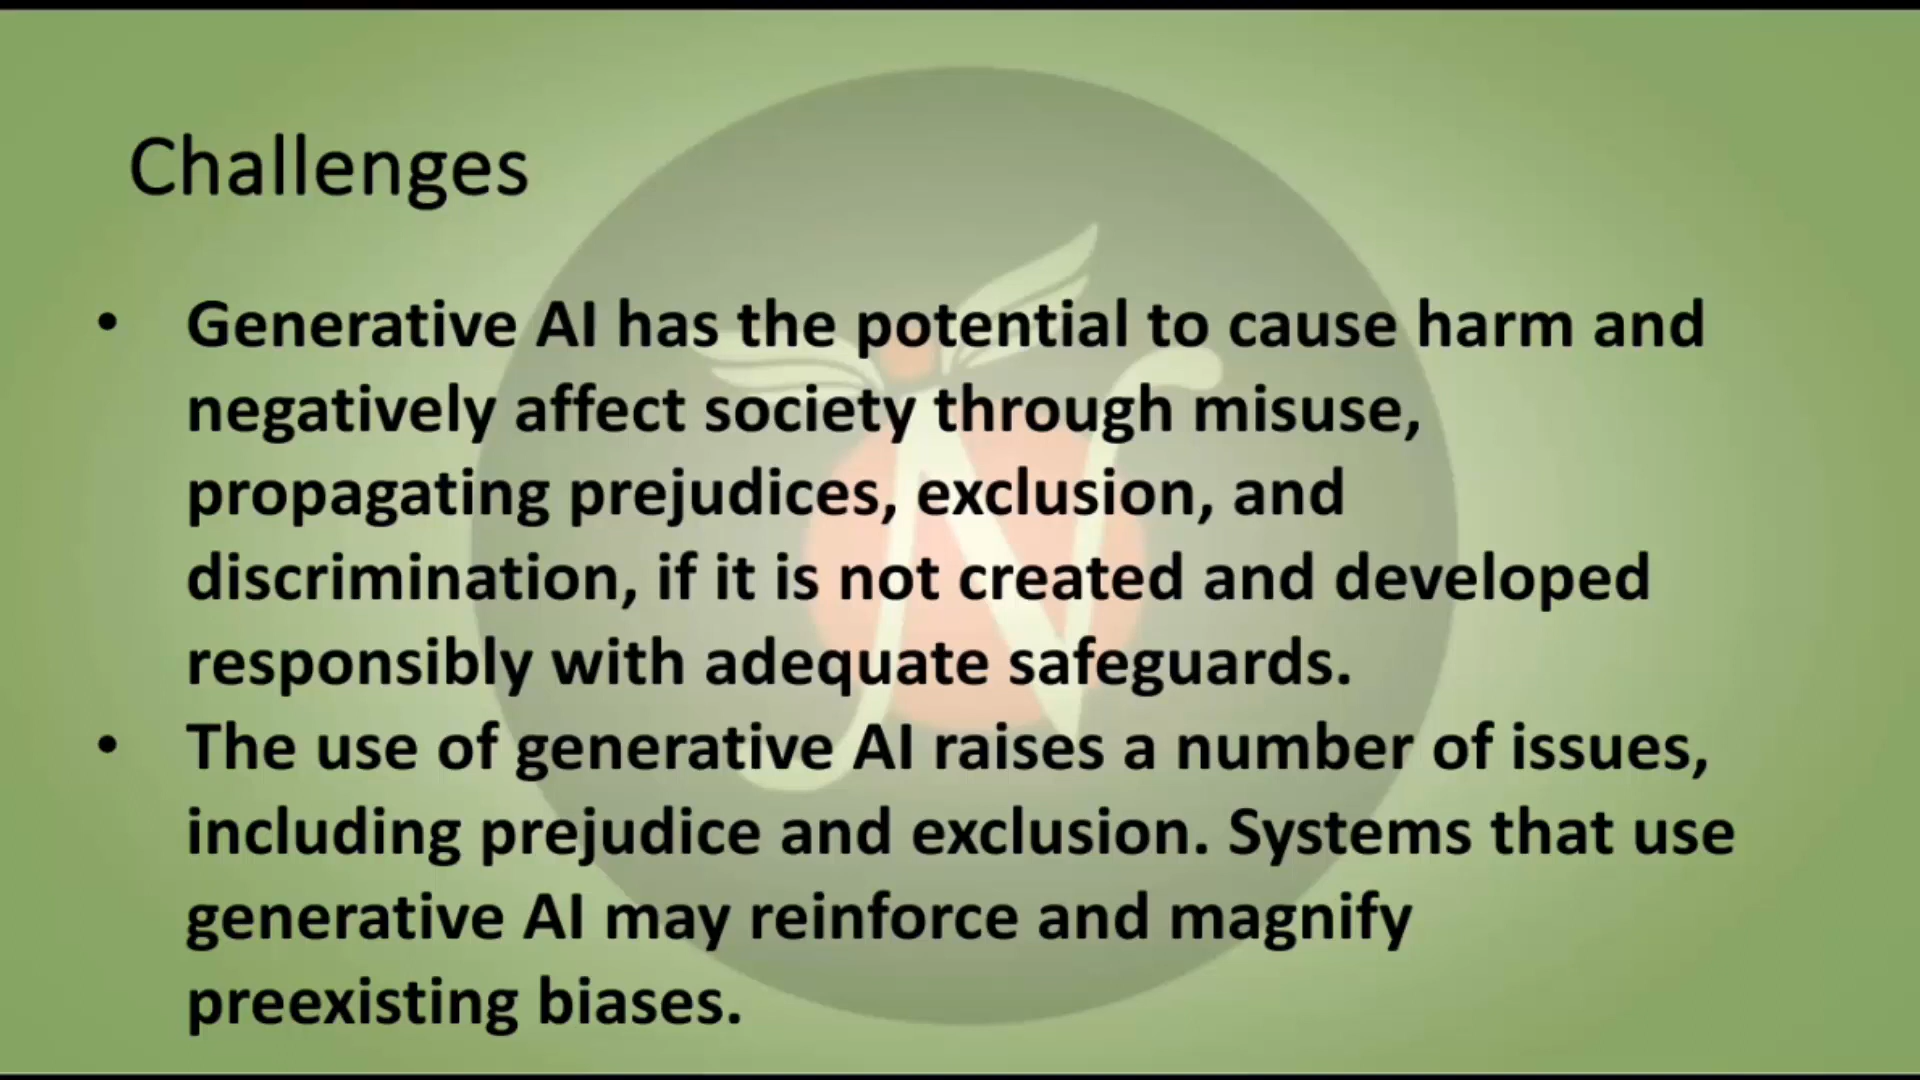 Challenges
• Generative AI has the potential to cause harm and
negatively affect society through misuse,
propagating prejudices, exclusion, and
discrimination, if it is not created and developed
responsibly with adequate safeguards.
• The use of generative AI raises a number of issues,
including prejudice and exclusion. Systems that use
generative AI may reinforce and magnify
preexisting biases.